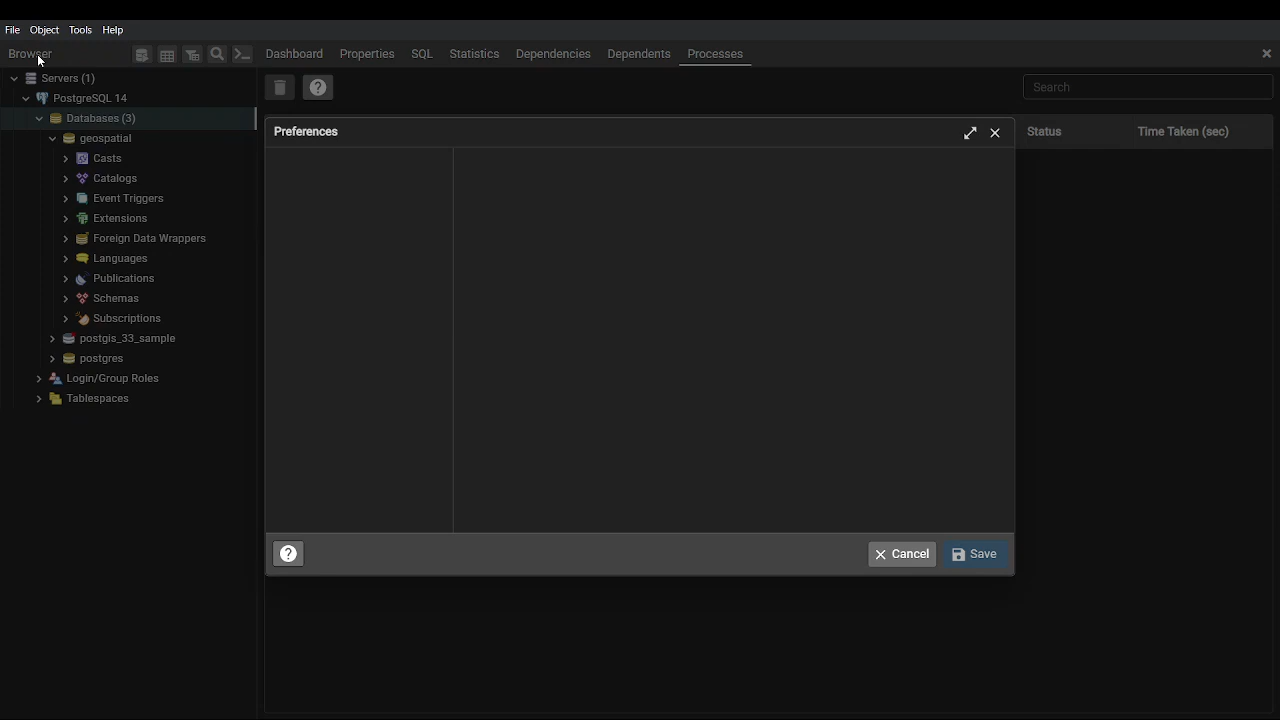 File Object Tools Help
Browser Dashboard Properties SQL Statistics Dependencies Dependents Processes
Servers (1)
PostgreSQL 14
Search
Databases (3)
Preferences
Status Time Taken (sec)
geospatial
Casts
Catalogs
Event Triggers
Extensions
Foreign Data Wrappers
Languages
Publications
Schemas
Subscriptions
postgis_33_sample
postgres
Login/Group Roles
Tablespaces
Cancel Save